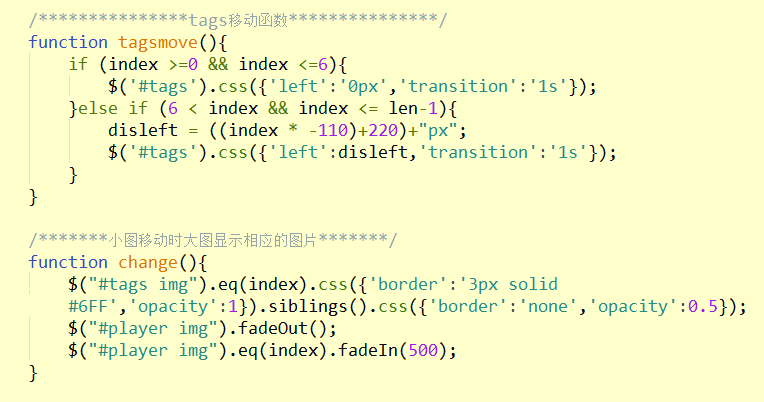 /***************tags移动函数***************/
function tagsmove(){
if (index >=0 && index <=6){
$('#tags').css({'left':'0px','transition':'1s'});
}else if (6 < index && index <= len-1){
disleft = ((index * -110)+220)+"px";
$('#tags').css({'left':disleft,'transition':'1s'});
}
}
/*******小图移动时大图显示相应的图片*******/
function change(){
$("#tags img").eq(index).css({'border':'3px solid
#6FF','opacity':1}).siblings().css({'border':'none','opacity':0.5});
$("#player img").fadeOut();
$("#player img").eq(index).fadeIn(500);
}